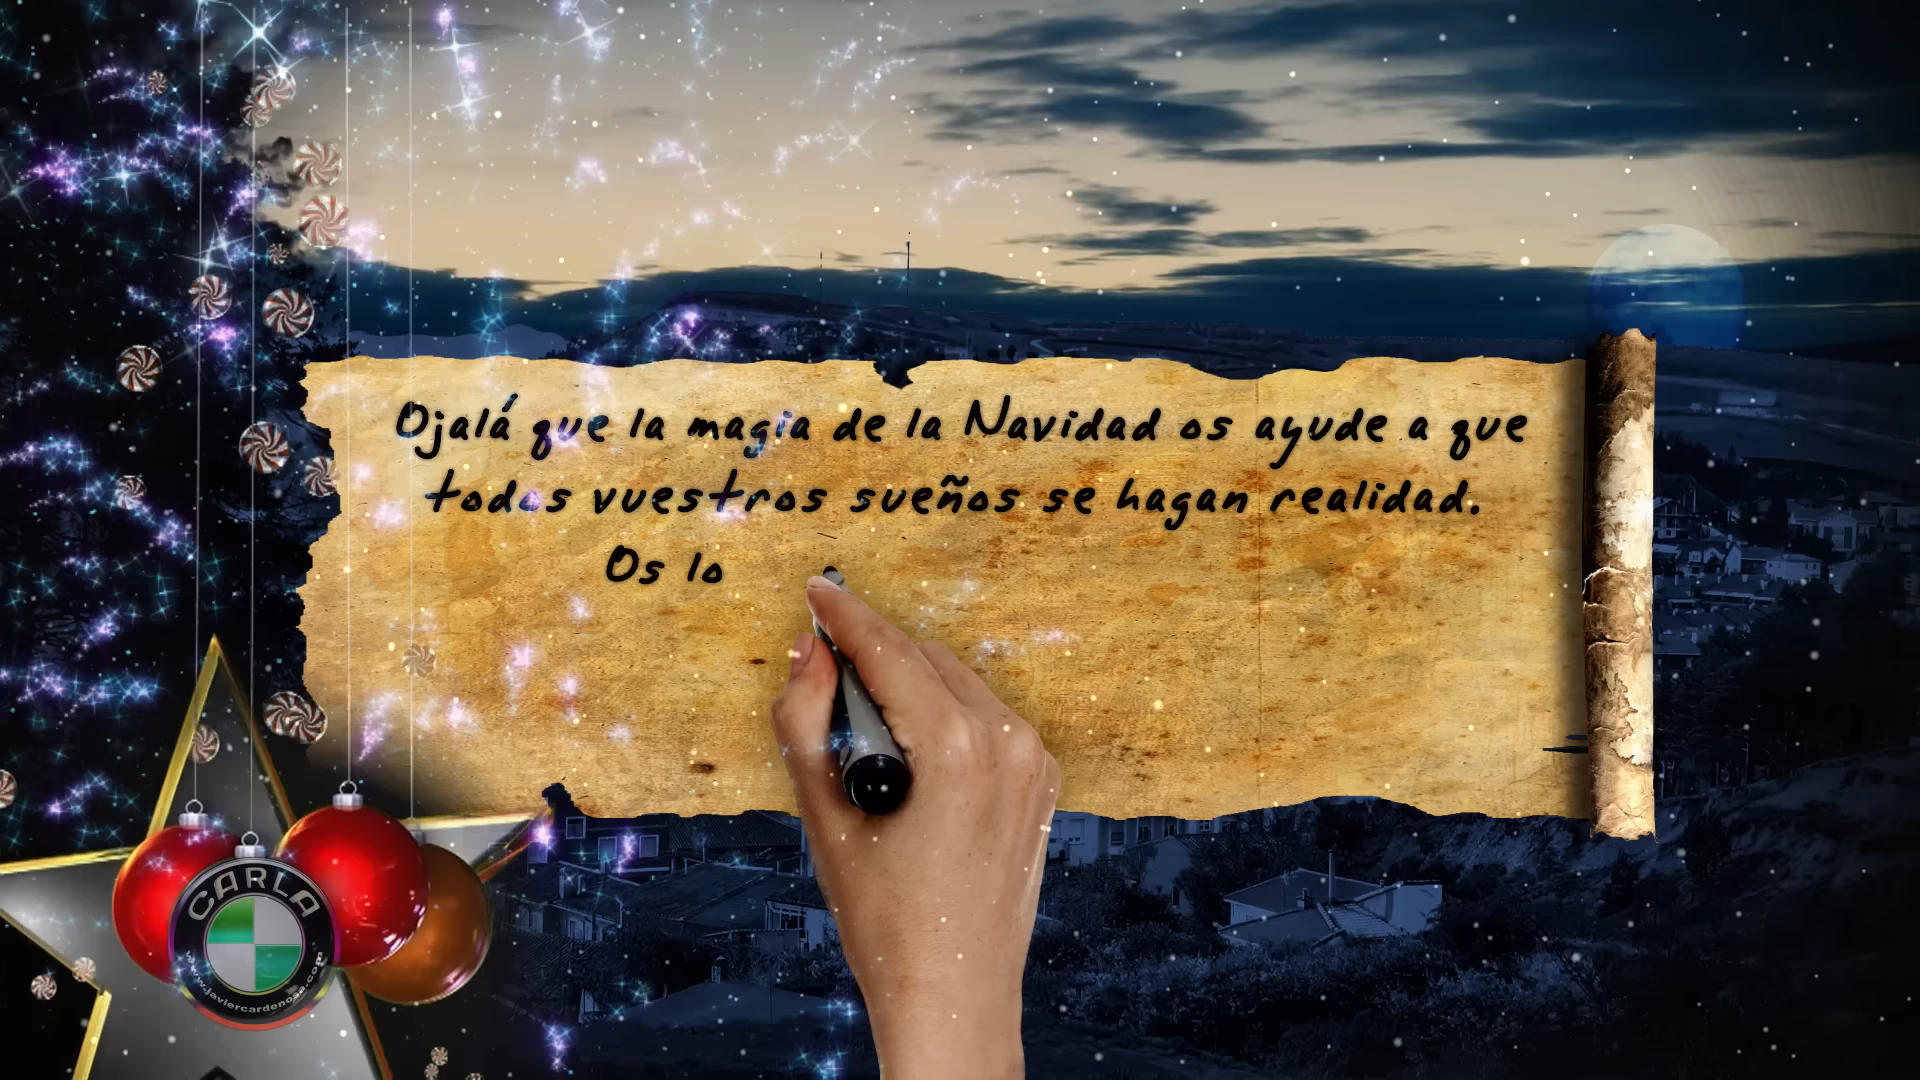 Ojalá que la magia de la Navidad os ayude a que
todos vuestros sueños se hagan realidad.
Os lo
CARLA
www.javiercardenosa.com